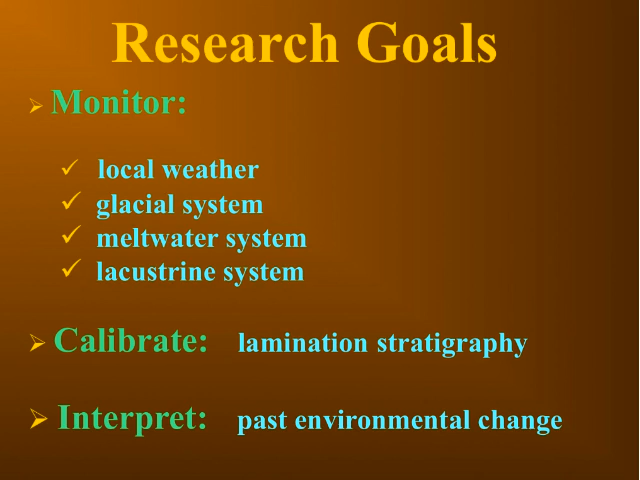 Research Goals
Monitor:
local weather
glacial system
meltwater system
lacustrine system
Calibrate: lamination stratigraphy
Interpret: past environmental change